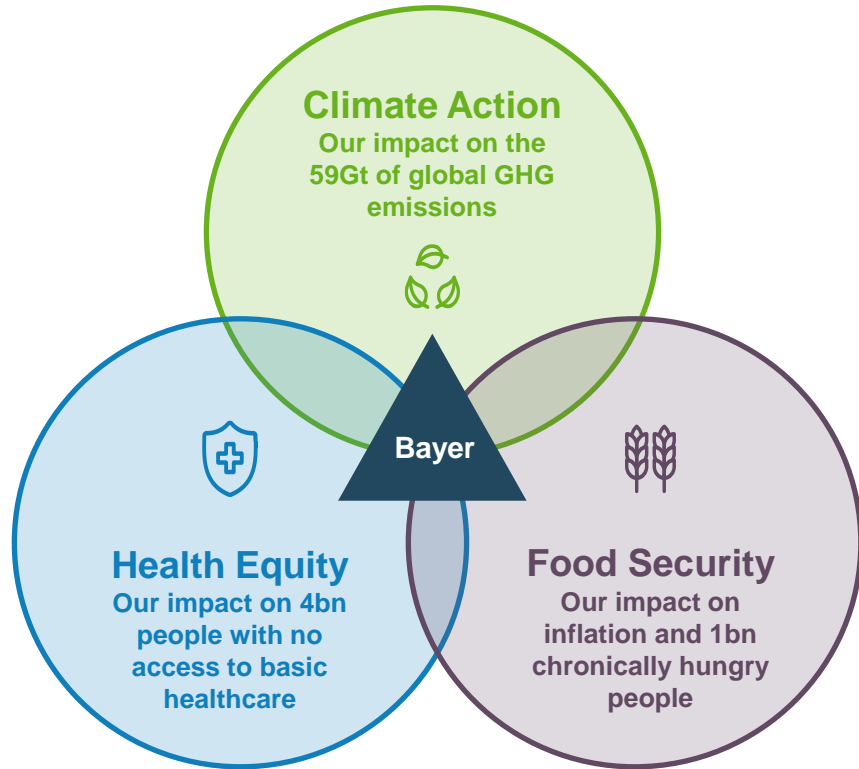 Climate Action
Our impact on the
59Gt of global GHG
emissions
Bayer
Health Equity
Our impact on 4bn
people with no
access to basic
healthcare
Food Security
Our impact on
inflation and 1bn
chronically hungry
people